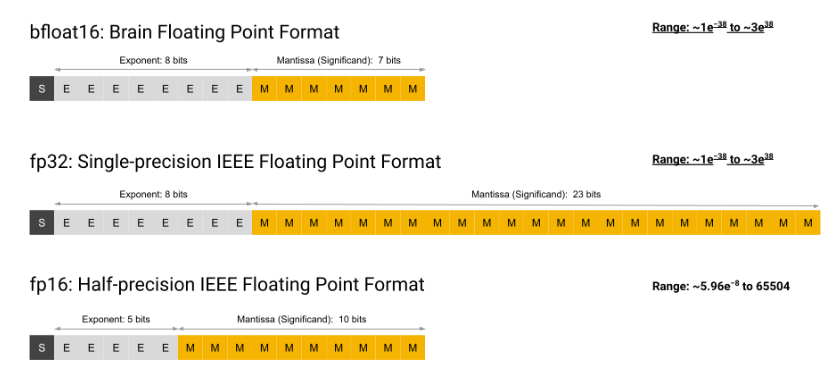 bfloat16: Brain Floating Point Format
Range: ~1e⁻³⁸ to ~3e³⁸
Exponent: 8 bits
Mantissa (Significand): 7 bits
S E E E E E E E E M M M M M M M
fp32: Single-precision IEEE Floating Point Format
Range: ~1e⁻³⁸ to ~3e³⁸
Exponent: 8 bits
Mantissa (Significand): 23 bits
S E E E E E E E E M M M M M M M M M M M M M M M M M M M M M M M
fp16: Half-precision IEEE Floating Point Format
Range: ~5.96e⁻⁸ to 65504
Exponent: 5 bits
Mantissa (Significand): 10 bits
S E E E E E M M M M M M M M M M